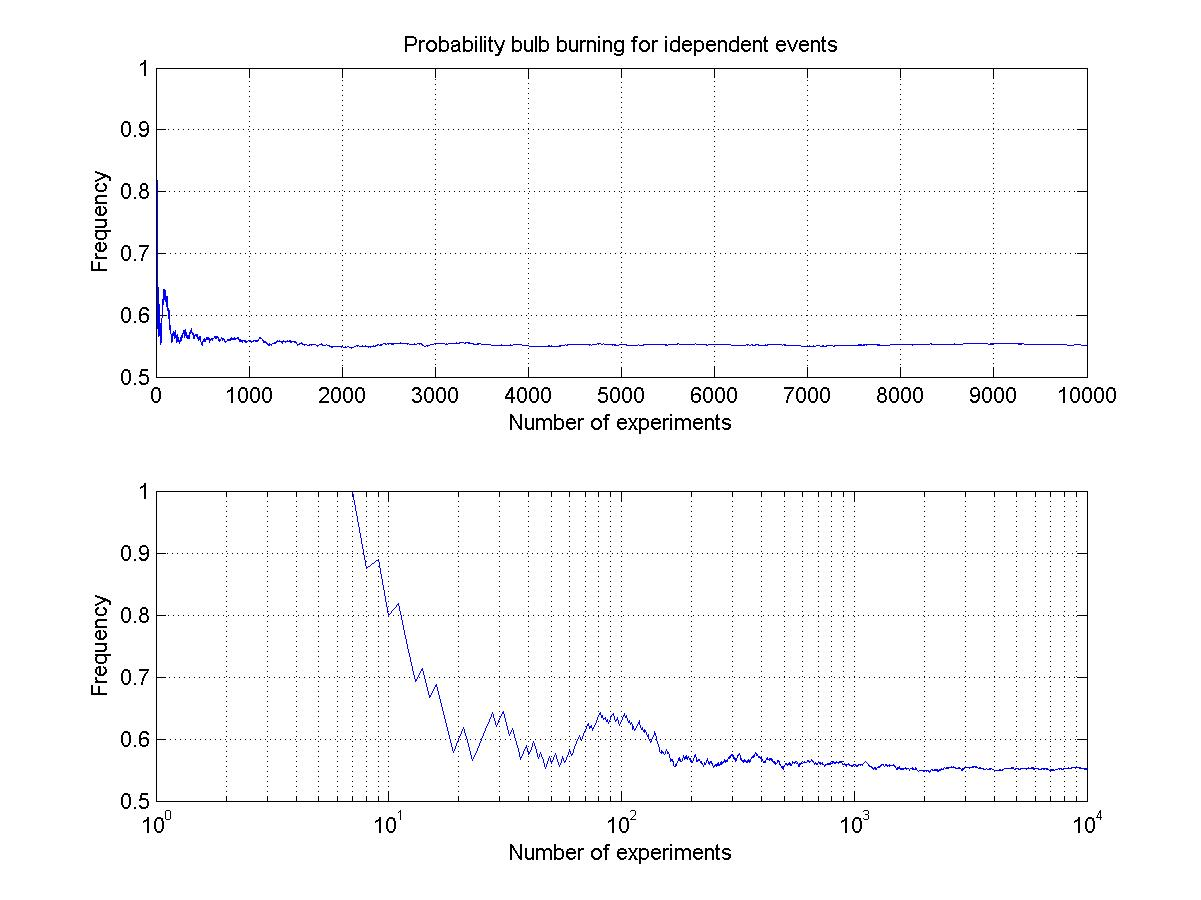 Probability bulb burning for idependent events
1
0.9
0.8
0.7
0.6
0.5
Frequency
0 1000 2000 3000 4000 5000 6000 7000 8000 9000 10000
Number of experiments
1
0.9
0.8
0.7
0.6
0.5
Frequency
10^0 10^1 10^2 10^3 10^4
Number of experiments